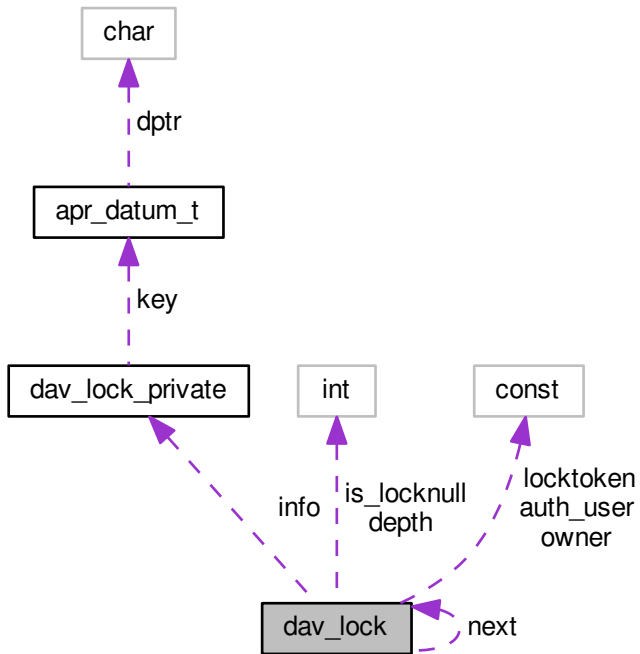 char
dptr
apr_datum_t
key
dav_lock_private
int
const
info
is_locknull
depth
locktoken
auth_user
owner
dav_lock
next